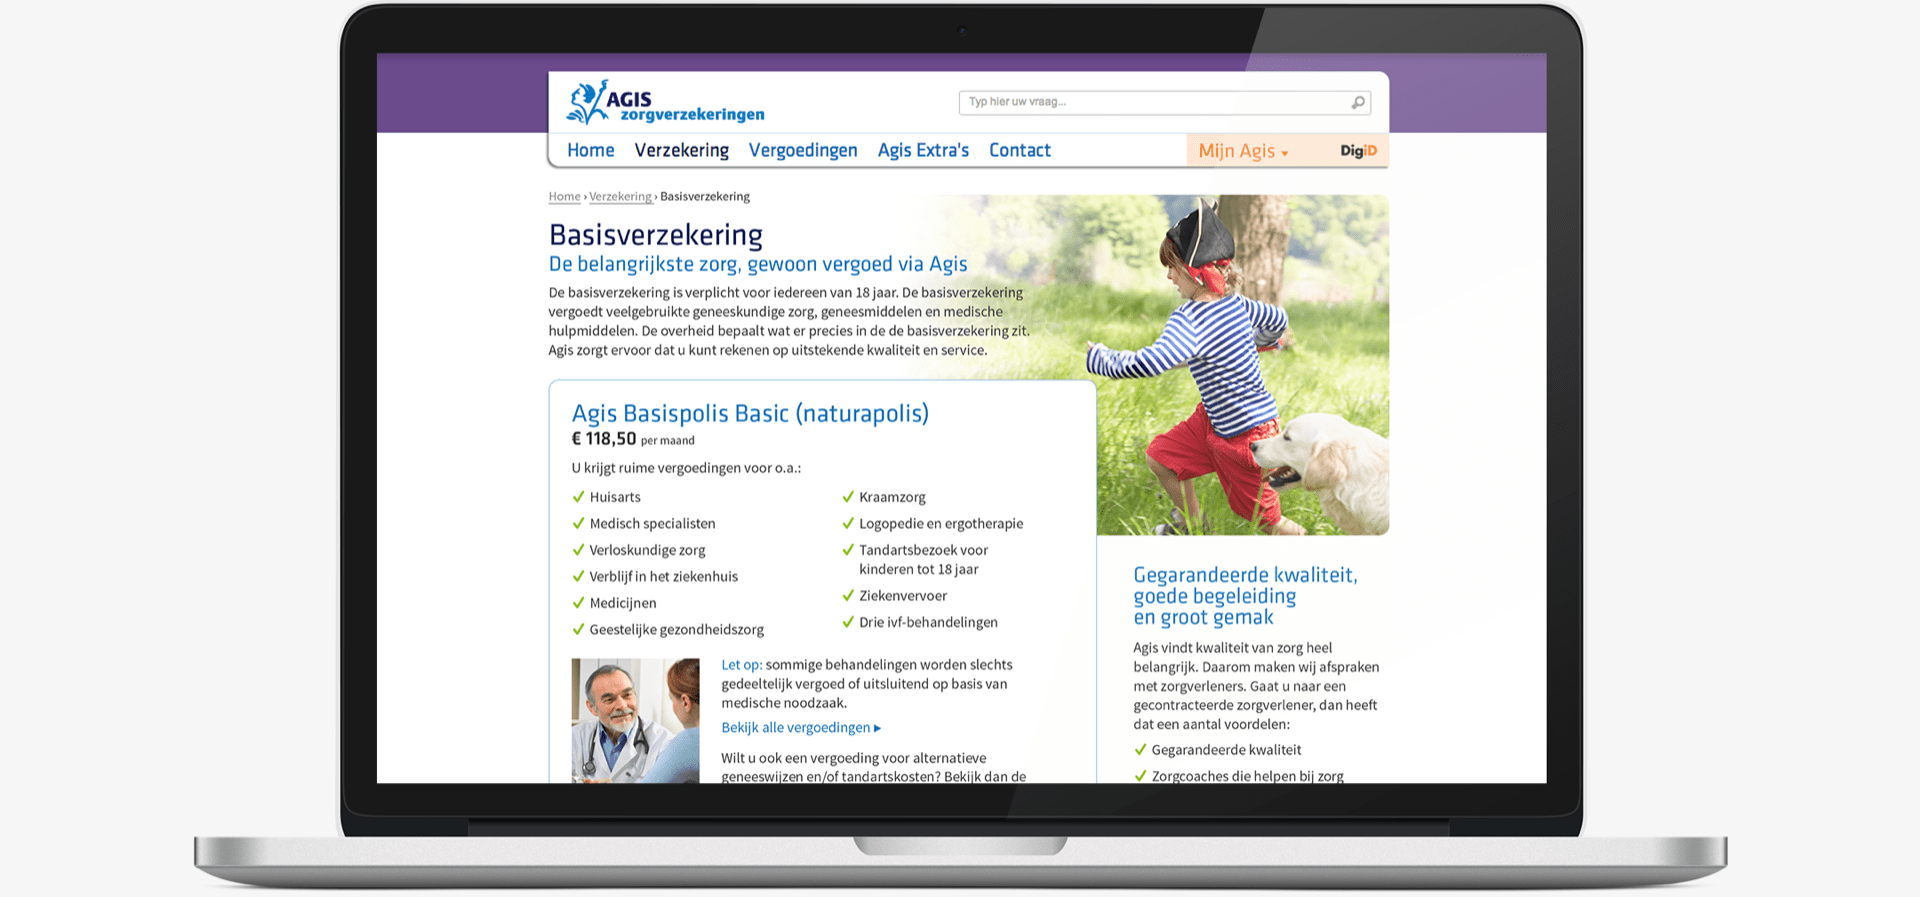 AGIS
zorgverzekeringen
Typ hier uw vraag...
Home Verzekering Vergoedingen Agis Extra's Contact Mijn Agis DigiD
Home › Verzekering › Basisverzekering
Basisverzekering
De belangrijkste zorg, gewoon vergoed via Agis
De basisverzekering is verplicht voor iedereen van 18 jaar. De basisverzekering
vergoedt veelgebruikte geneeskundige zorg, geneesmiddelen en medische
hulpmiddelen. De overheid bepaalt wat er precies in de de basisverzekering zit.
Agis zorgt ervoor dat u kunt rekenen op uitstekende kwaliteit en service.
Agis Basispolis Basic (naturapolis)
€ 118,50 per maand
U krijgt ruime vergoedingen voor o.a.:
Huisarts
Medisch specialisten
Verloskundige zorg
Verblijf in het ziekenhuis
Medicijnen
Geestelijke gezondheidszorg
Kraamzorg
Logopedie en ergotherapie
Tandartsbezoek voor
kinderen tot 18 jaar
Ziekenvervoer
Drie ivf-behandelingen
Let op: sommige behandelingen worden slechts
gedeeltelijk vergoed of uitsluitend op basis van
medische noodzaak.
Bekijk alle vergoedingen
Wilt u ook een vergoeding voor alternatieve
geneeswijzen en/of tandartskosten? Bekijk dan de
Gegarandeerde kwaliteit,
goede begeleiding
en groot gemak
Agis vindt kwaliteit van zorg heel
belangrijk. Daarom maken wij afspraken
met zorgverleners. Gaat u naar een
gecontracteerde zorgverlener, dan heeft
dat een aantal voordelen:
Gegarandeerde kwaliteit
Zorgcoaches die helpen bij zorg